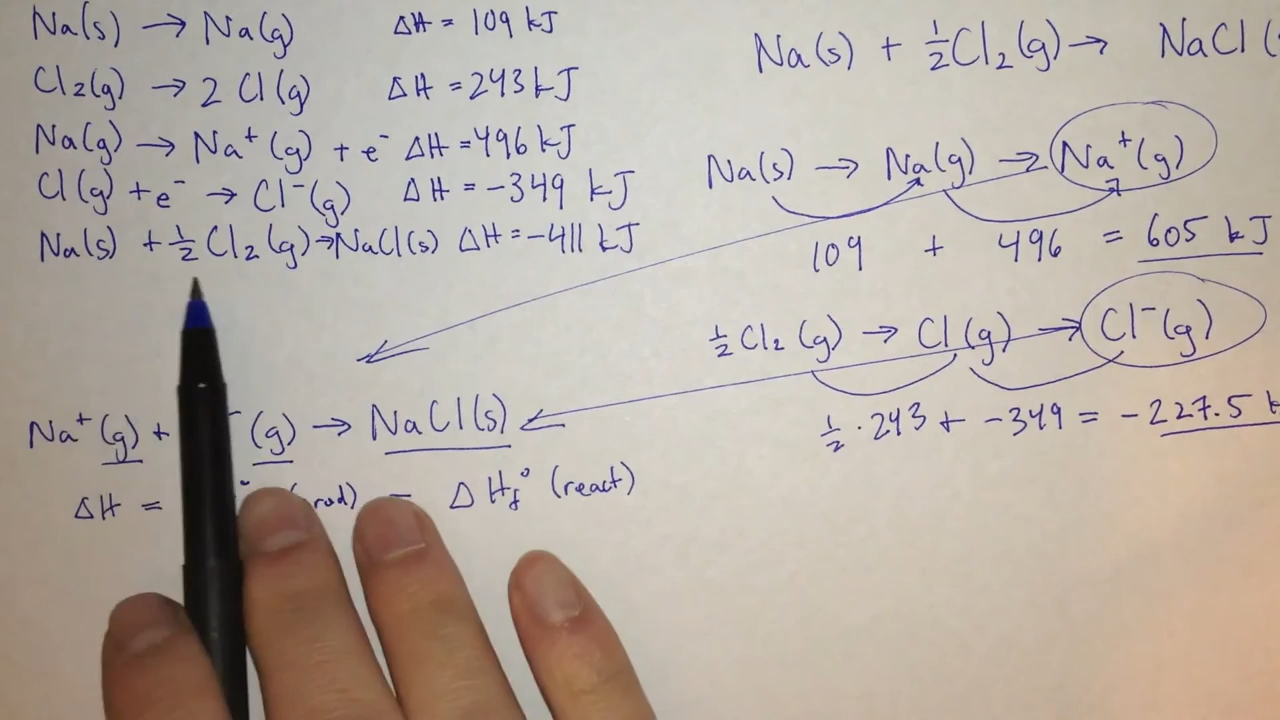 Na(s) → Na(g) ΔH = 109 kJ
Cl₂(g) → 2 Cl(g) ΔH = 243 kJ
Na(g) → Na⁺(g) + e⁻ ΔH = 496 kJ
Cl(g) + e⁻ → Cl⁻(g) ΔH = -349 kJ
Na(s) + ½Cl₂(g) → NaCl(s) ΔH = -411 kJ
Na⁺(g) + ⁻(g) → NaCl(s)
ΔH = ° - ΔHf° (react)
Na(s) + ½Cl₂(g) → NaCl (
Na(s) → Na(g) → Na⁺(g)
109 + 496 = 605 kJ
½Cl₂(g) → Cl(g) → Cl⁻(g)
½ · 243 + -349 = -227.5